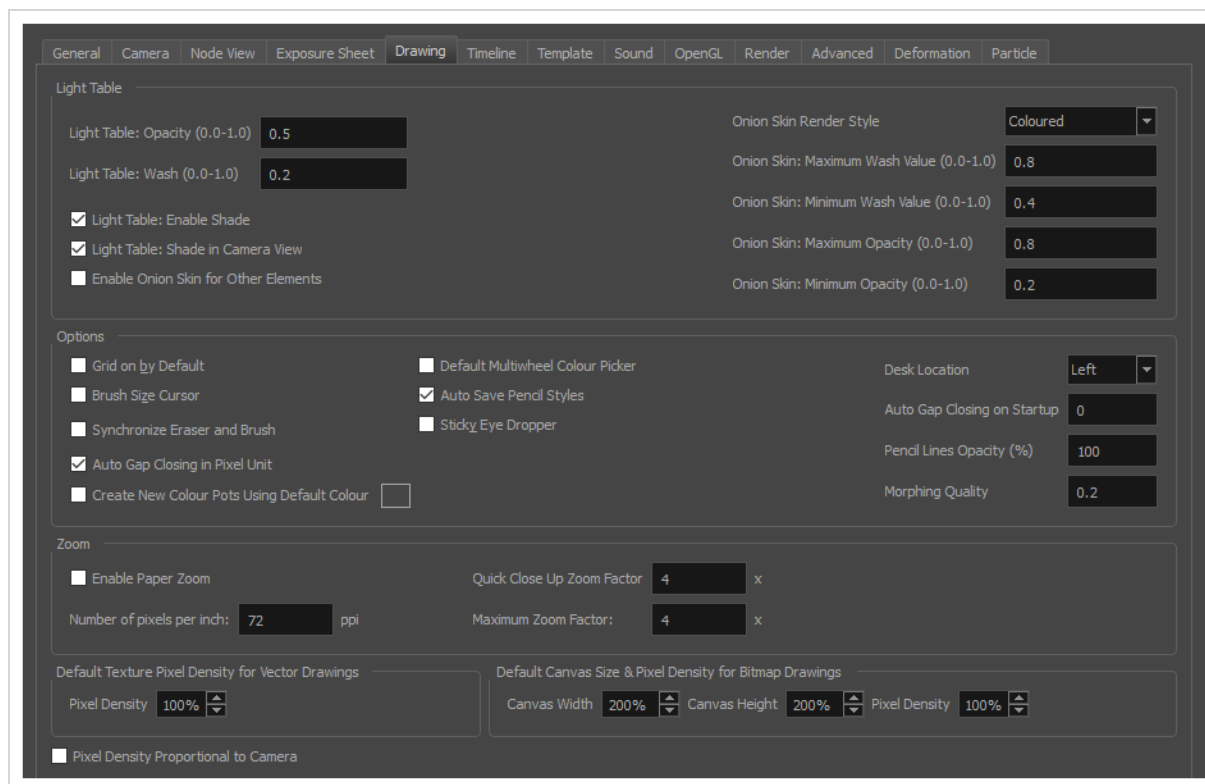 General Camera Node View Exposure Sheet Drawing Timeline Template Sound OpenGL Render Advanced Deformation Particle
Light Table
Light Table: Opacity (0.0-1.0) 0.5
Light Table: Wash (0.0-1.0) 0.2
Light Table: Enable Shade
Light Table: Shade in Camera View
Enable Onion Skin for Other Elements
Onion Skin Render Style Coloured
Onion Skin: Maximum Wash Value (0.0-1.0) 0.8
Onion Skin: Minimum Wash Value (0.0-1.0) 0.4
Onion Skin: Maximum Opacity (0.0-1.0) 0.8
Onion Skin: Minimum Opacity (0.0-1.0) 0.2
Options
Grid on by Default
Brush Size Cursor
Synchronize Eraser and Brush
Auto Gap Closing in Pixel Unit
Create New Colour Pots Using Default Colour
Default Multiwheel Colour Picker
Auto Save Pencil Styles
Sticky Eye Dropper
Desk Location Left
Auto Gap Closing on Startup 0
Pencil Lines Opacity (%) 100
Morphing Quality 0.2
Zoom
Enable Paper Zoom
Number of pixels per inch: 72 ppi
Quick Close Up Zoom Factor 4 x
Maximum Zoom Factor: 4 x
Default Texture Pixel Density for Vector Drawings
Pixel Density 100%
Default Canvas Size & Pixel Density for Bitmap Drawings
Canvas Width 200% Canvas Height 200% Pixel Density 100%
Pixel Density Proportional to Camera